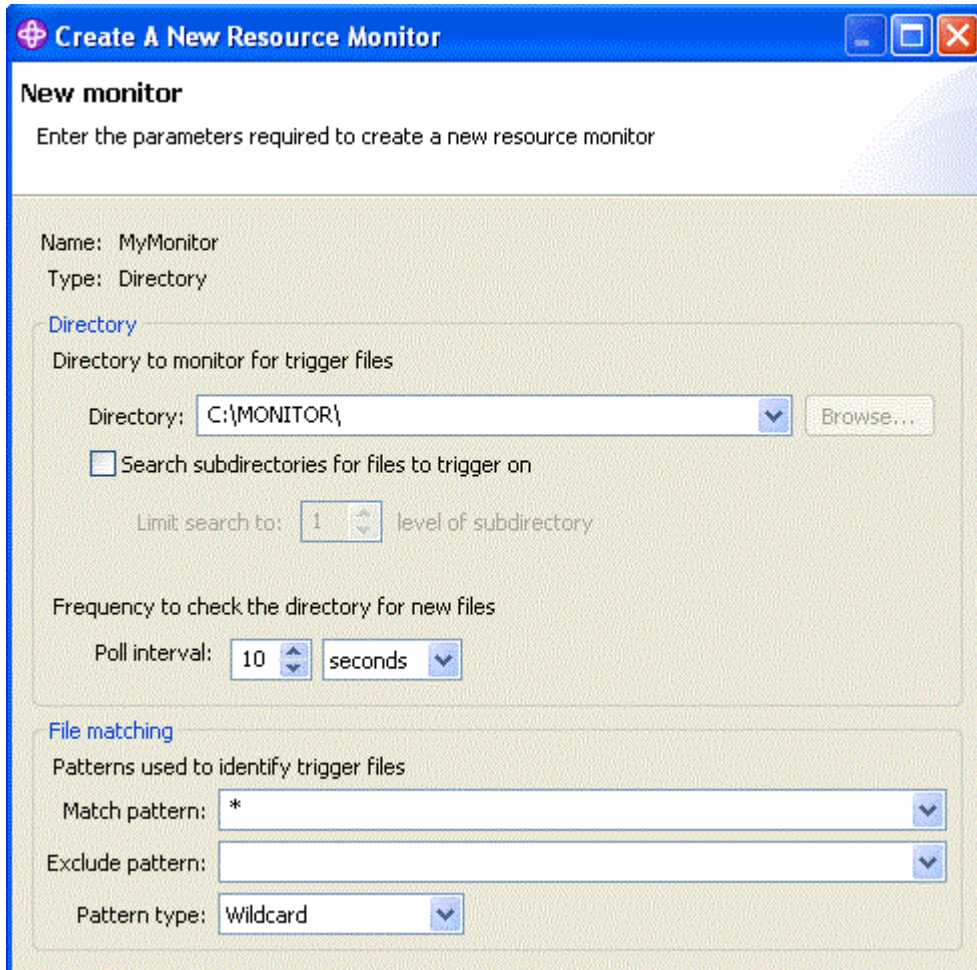 Create A New Resource Monitor
New monitor
Enter the parameters required to create a new resource monitor
Name: MyMonitor
Type: Directory
Directory
Directory to monitor for trigger files
Directory: C:\MONITOR\ Browse...
Search subdirectories for files to trigger on
Limit search to: 1 level of subdirectory
Frequency to check the directory for new files
Poll interval: 10 seconds
File matching
Patterns used to identify trigger files
Match pattern: *
Exclude pattern:
Pattern type: Wildcard